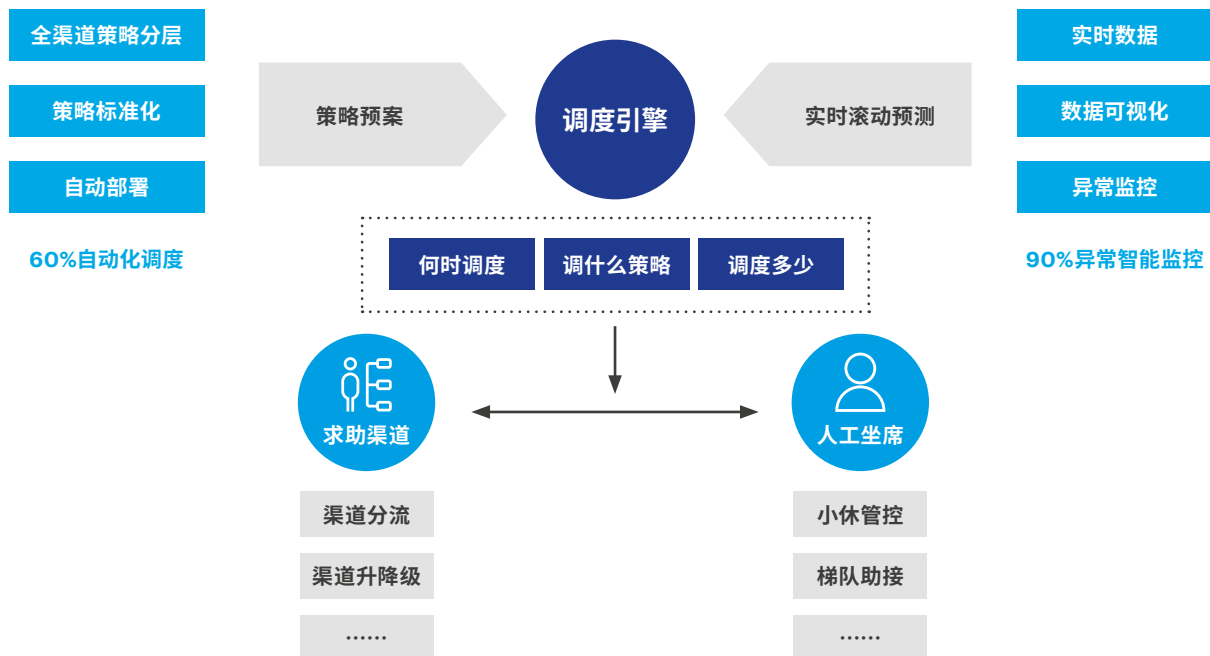 全渠道策略分层
策略标准化
自动部署
60%自动化调度
策略预案
调度引擎
实时滚动预测
实时数据
数据可视化
异常监控
90%异常智能监控
何时调度
调什么策略
调度多少
求助渠道
人工坐席
渠道分流
渠道升降级
……
小休管控
梯队助接
……